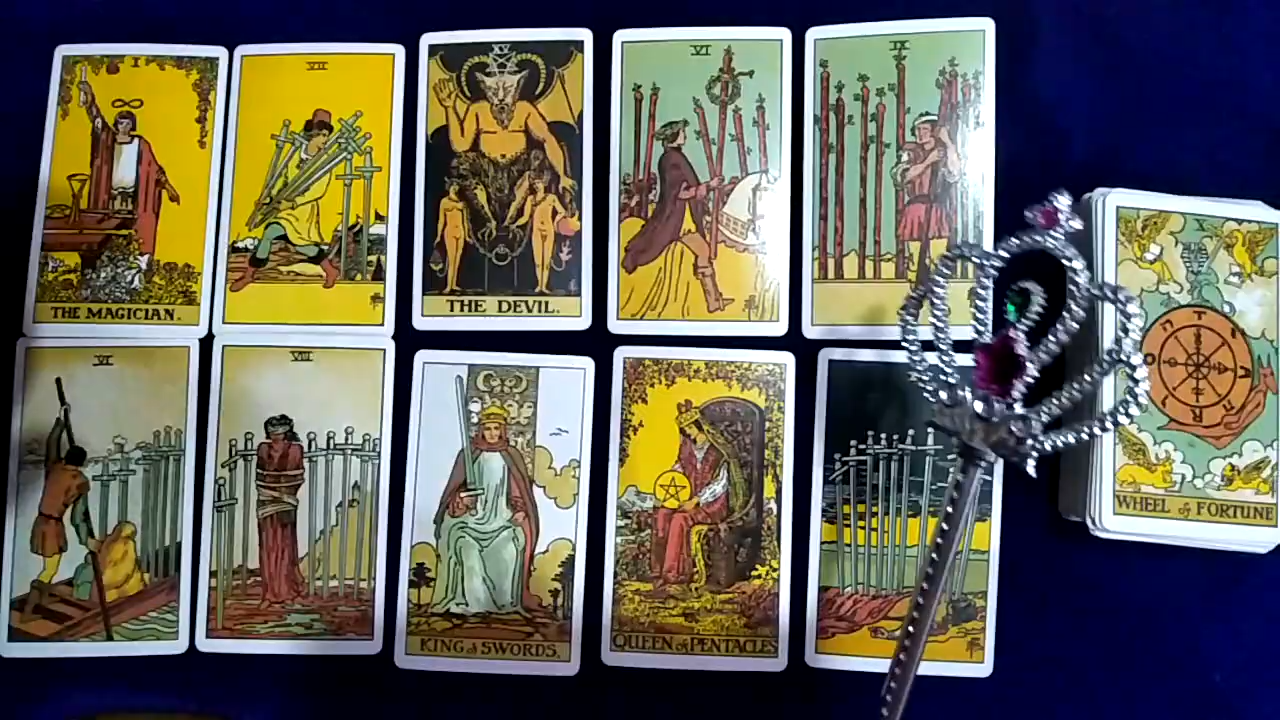 I
VII
XV
VI
IX
THE MAGICIAN.
THE DEVIL.
X
VI
VIII
WHEEL of FORTUNE
KING of SWORDS.
QUEEN of PENTACLES